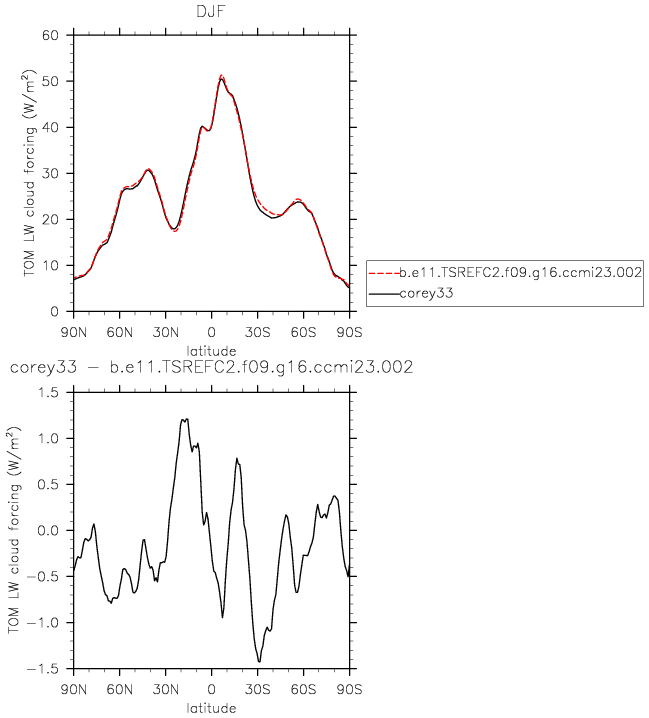 DJF
TOM LW cloud forcing (W/m²)
60
50
40
30
20
10
0
90N 60N 30N 0 30S 60S 90S
latitude
b.e11.TSREFC2.f09.g16.ccmi23.002
corey33
corey33 − b.e11.TSREFC2.f09.g16.ccmi23.002
TOM LW cloud forcing (W/m²)
1.5
1.0
0.5
0.0
−0.5
−1.0
−1.5
90N 60N 30N 0 30S 60S 90S
latitude